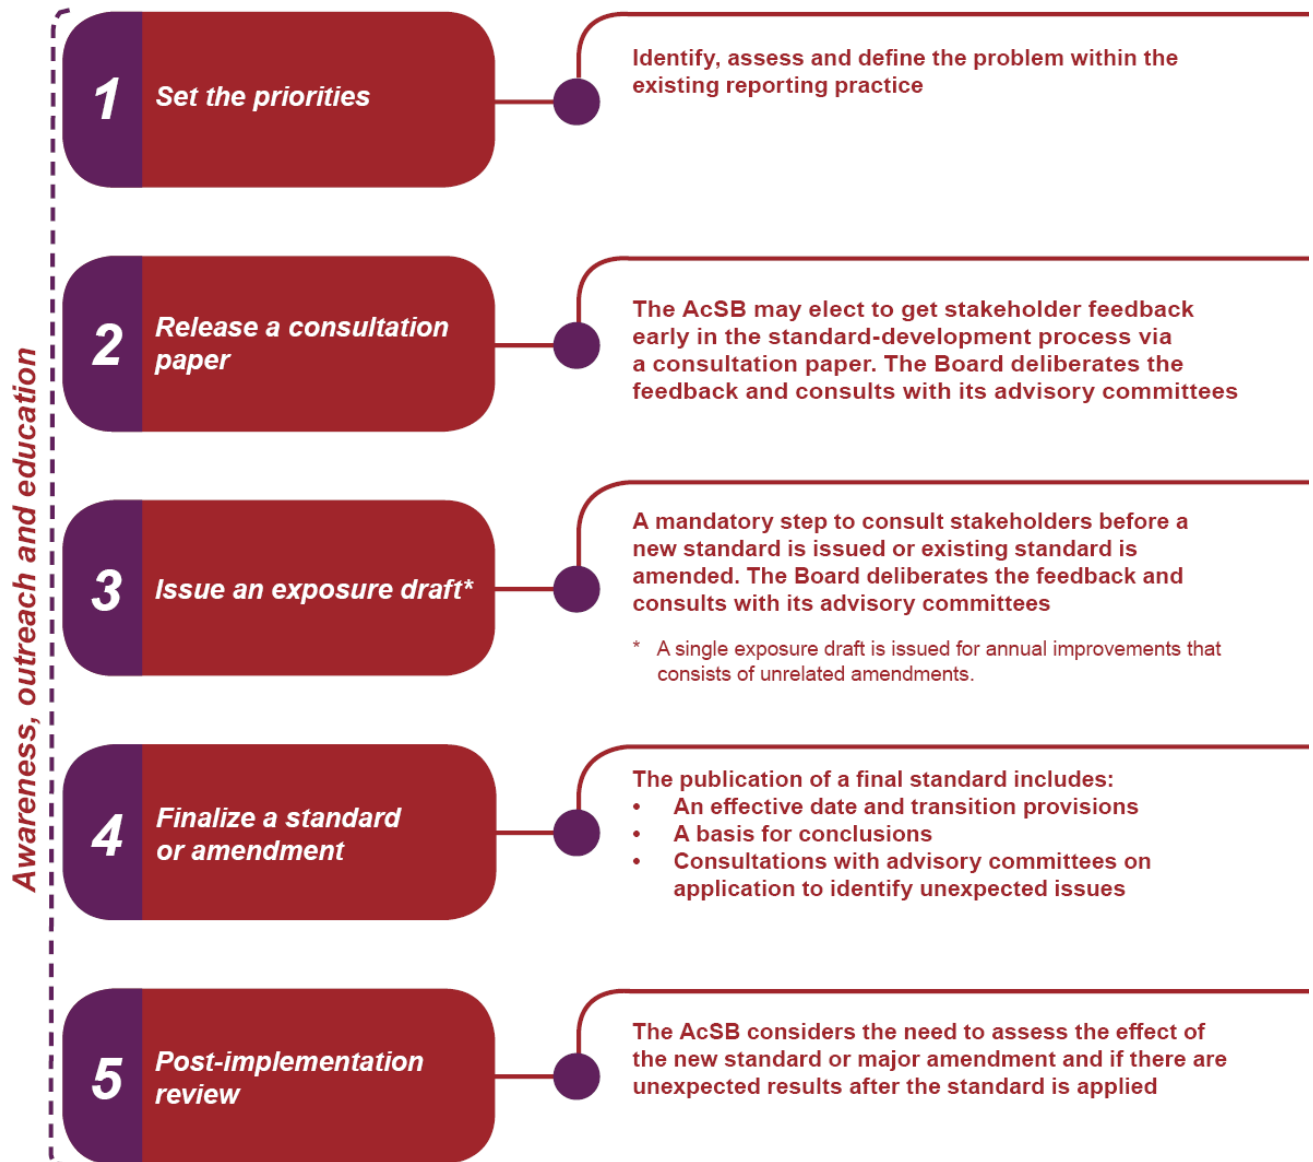 Awareness, outreach and education
1
Set the priorities
Identify, assess and define the problem within the
existing reporting practice
2
Release a consultation
paper
The AcSB may elect to get stakeholder feedback
early in the standard-development process via
a consultation paper. The Board deliberates the
feedback and consults with its advisory committees
3
Issue an exposure draft*
A mandatory step to consult stakeholders before a
new standard is issued or existing standard is
amended. The Board deliberates the feedback and
consults with its advisory committees
* A single exposure draft is issued for annual improvements that
consists of unrelated amendments.
4
Finalize a standard
or amendment
The publication of a final standard includes:
• An effective date and transition provisions
• A basis for conclusions
• Consultations with advisory committees on
application to identify unexpected issues
5
Post-implementation
review
The AcSB considers the need to assess the effect of
the new standard or major amendment and if there are
unexpected results after the standard is applied